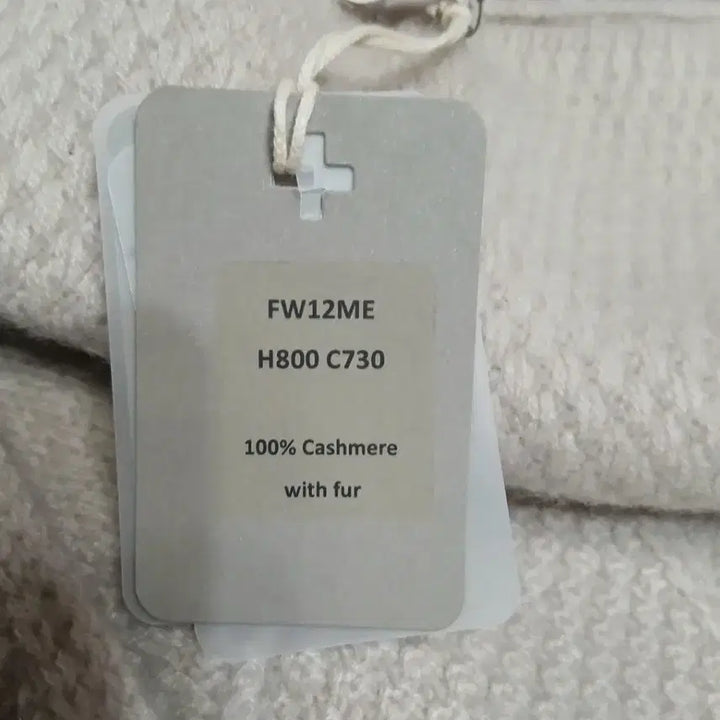 FW12ME
H800 C730
100% Cashmere
with fur